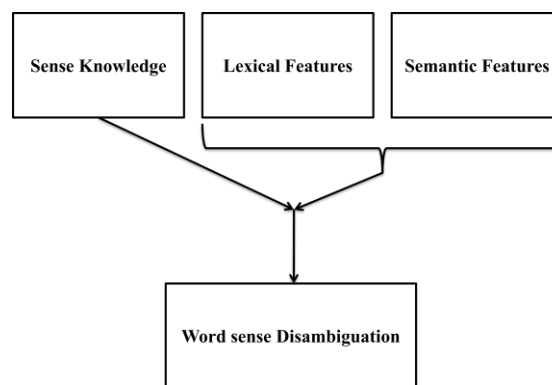 Sense Knowledge
Lexical Features
Semantic Features
Word sense Disambiguation